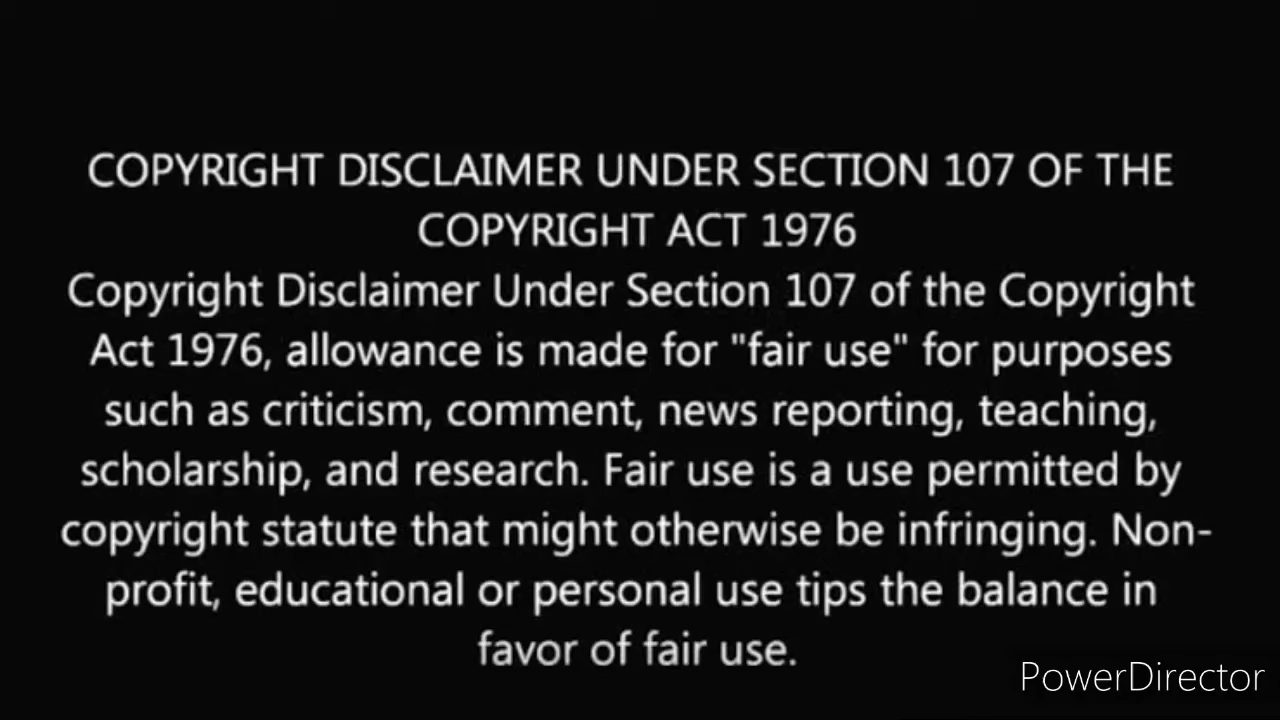 COPYRIGHT DISCLAIMER UNDER SECTION 107 OF THE
COPYRIGHT ACT 1976
Copyright Disclaimer Under Section 107 of the Copyright
Act 1976, allowance is made for "fair use" for purposes
such as criticism, comment, news reporting, teaching,
scholarship, and research. Fair use is a use permitted by
copyright statute that might otherwise be infringing. Non-
profit, educational or personal use tips the balance in
favor of fair use.
PowerDirector